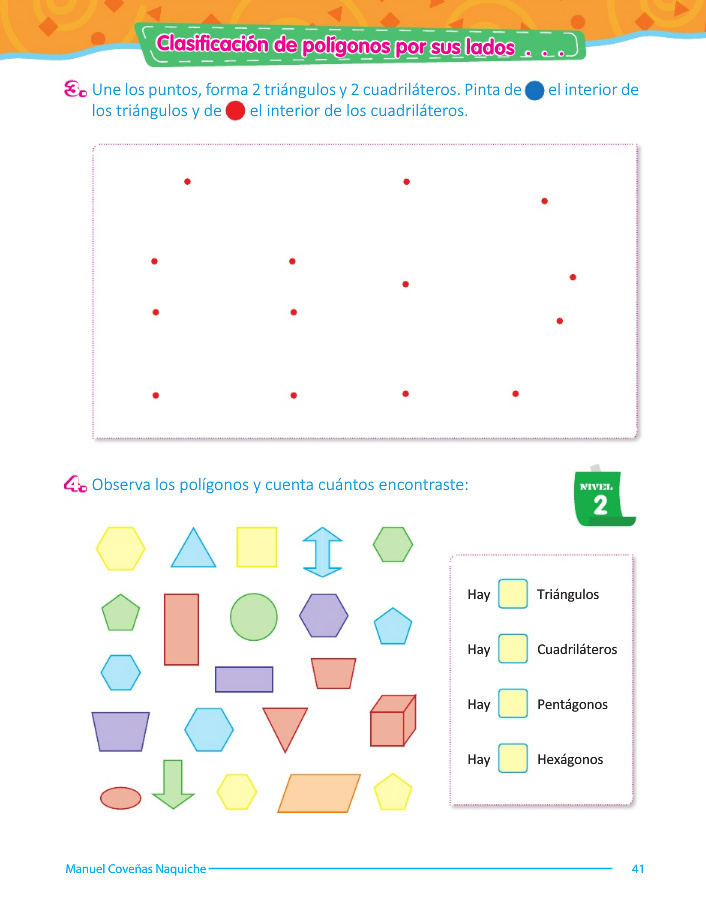 Clasificación de polígonos por sus lados . . .
3. Une los puntos, forma 2 triángulos y 2 cuadriláteros. Pinta de el interior de
los triángulos y de el interior de los cuadriláteros.
4. Observa los polígonos y cuenta cuántos encontraste:
NIVEL
2
Hay Triángulos
Hay Cuadriláteros
Hay Pentágonos
Hay Hexágonos
Manuel Coveñas Naquiche 41